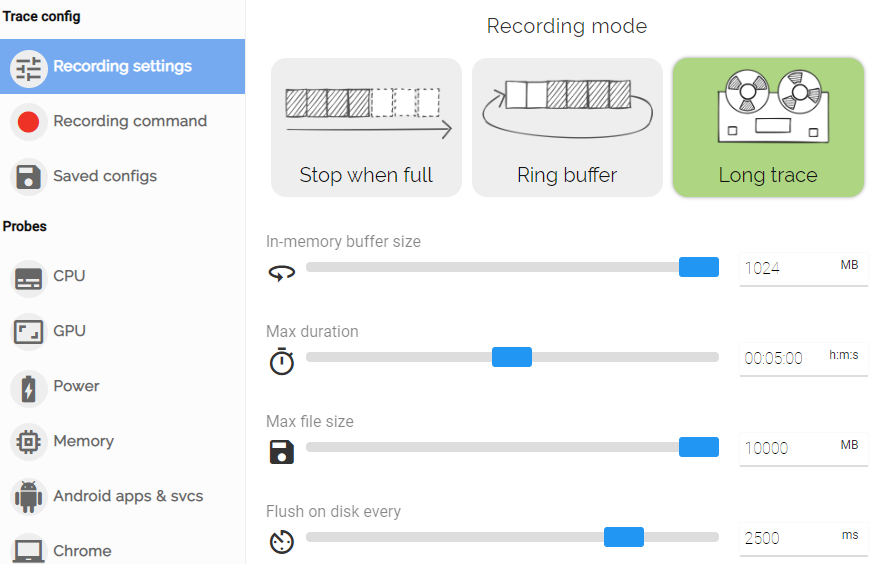 Trace config
Recording settings
Recording command
Saved configs
Probes
CPU
GPU
Power
Memory
Android apps & svcs
Chrome
Recording mode
Stop when full
Ring buffer
Long trace
In-memory buffer size
1024 MB
Max duration
00:05:00 h:m:s
Max file size
10000 MB
Flush on disk every
2500 ms